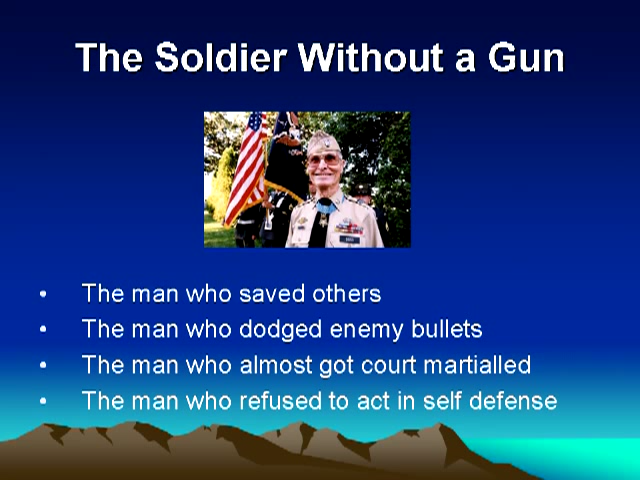 The Soldier Without a Gun
• The man who saved others
• The man who dodged enemy bullets
• The man who almost got court martialled
• The man who refused to act in self defense